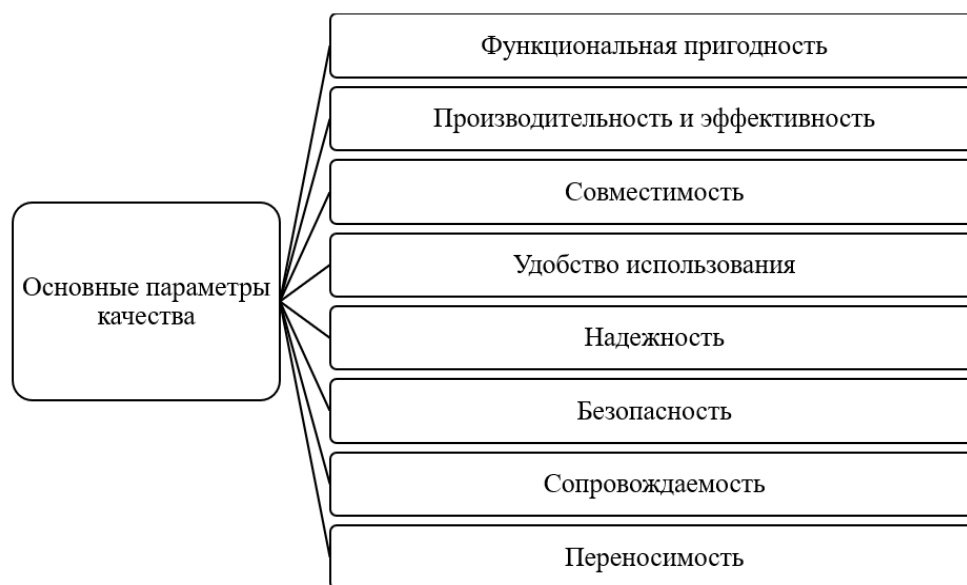 Основные параметры
качества
Функциональная пригодность
Производительность и эффективность
Совместимость
Удобство использования
Надежность
Безопасность
Сопровождаемость
Переносимость